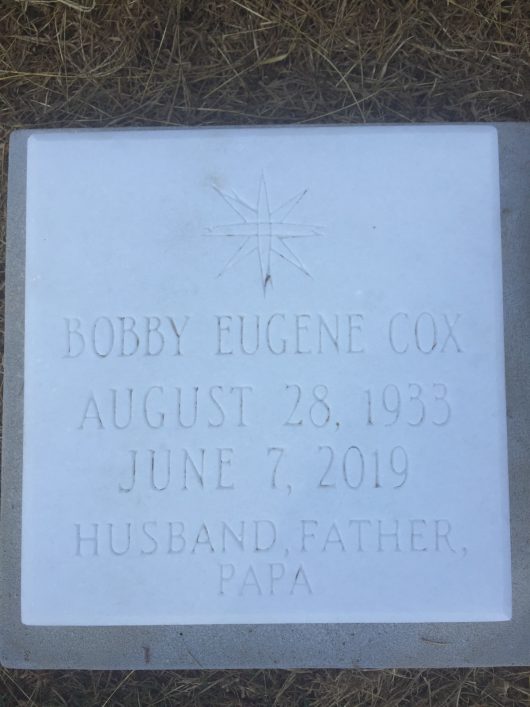 BOBBY EUGENE COX
AUGUST 28, 1933
JUNE 7, 2019
HUSBAND, FATHER,
PAPA